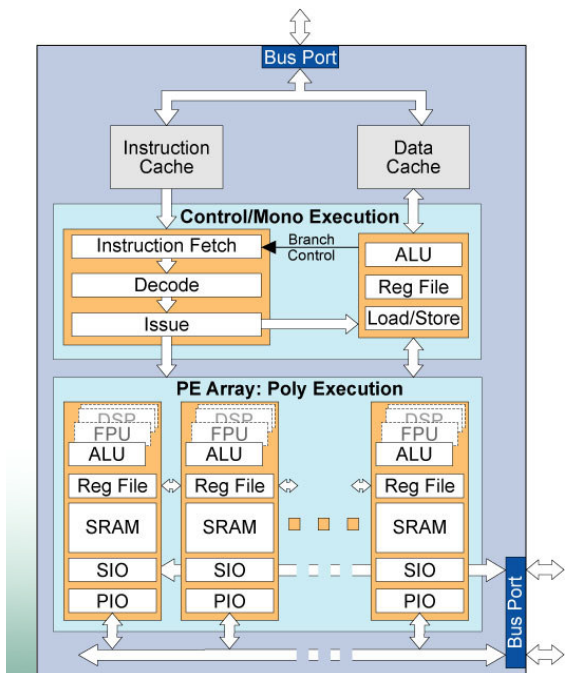 Bus Port
Instruction
Cache
Data
Cache
Control/Mono Execution
Instruction Fetch
Decode
Issue
Branch
Control
ALU
Reg File
Load/Store
PE Array: Poly Execution
DSP
FPU
ALU
Reg File
SRAM
SIO
PIO
DSP
FPU
ALU
Reg File
SRAM
SIO
PIO
DSP
FPU
ALU
Reg File
SRAM
SIO
PIO
Bus Port